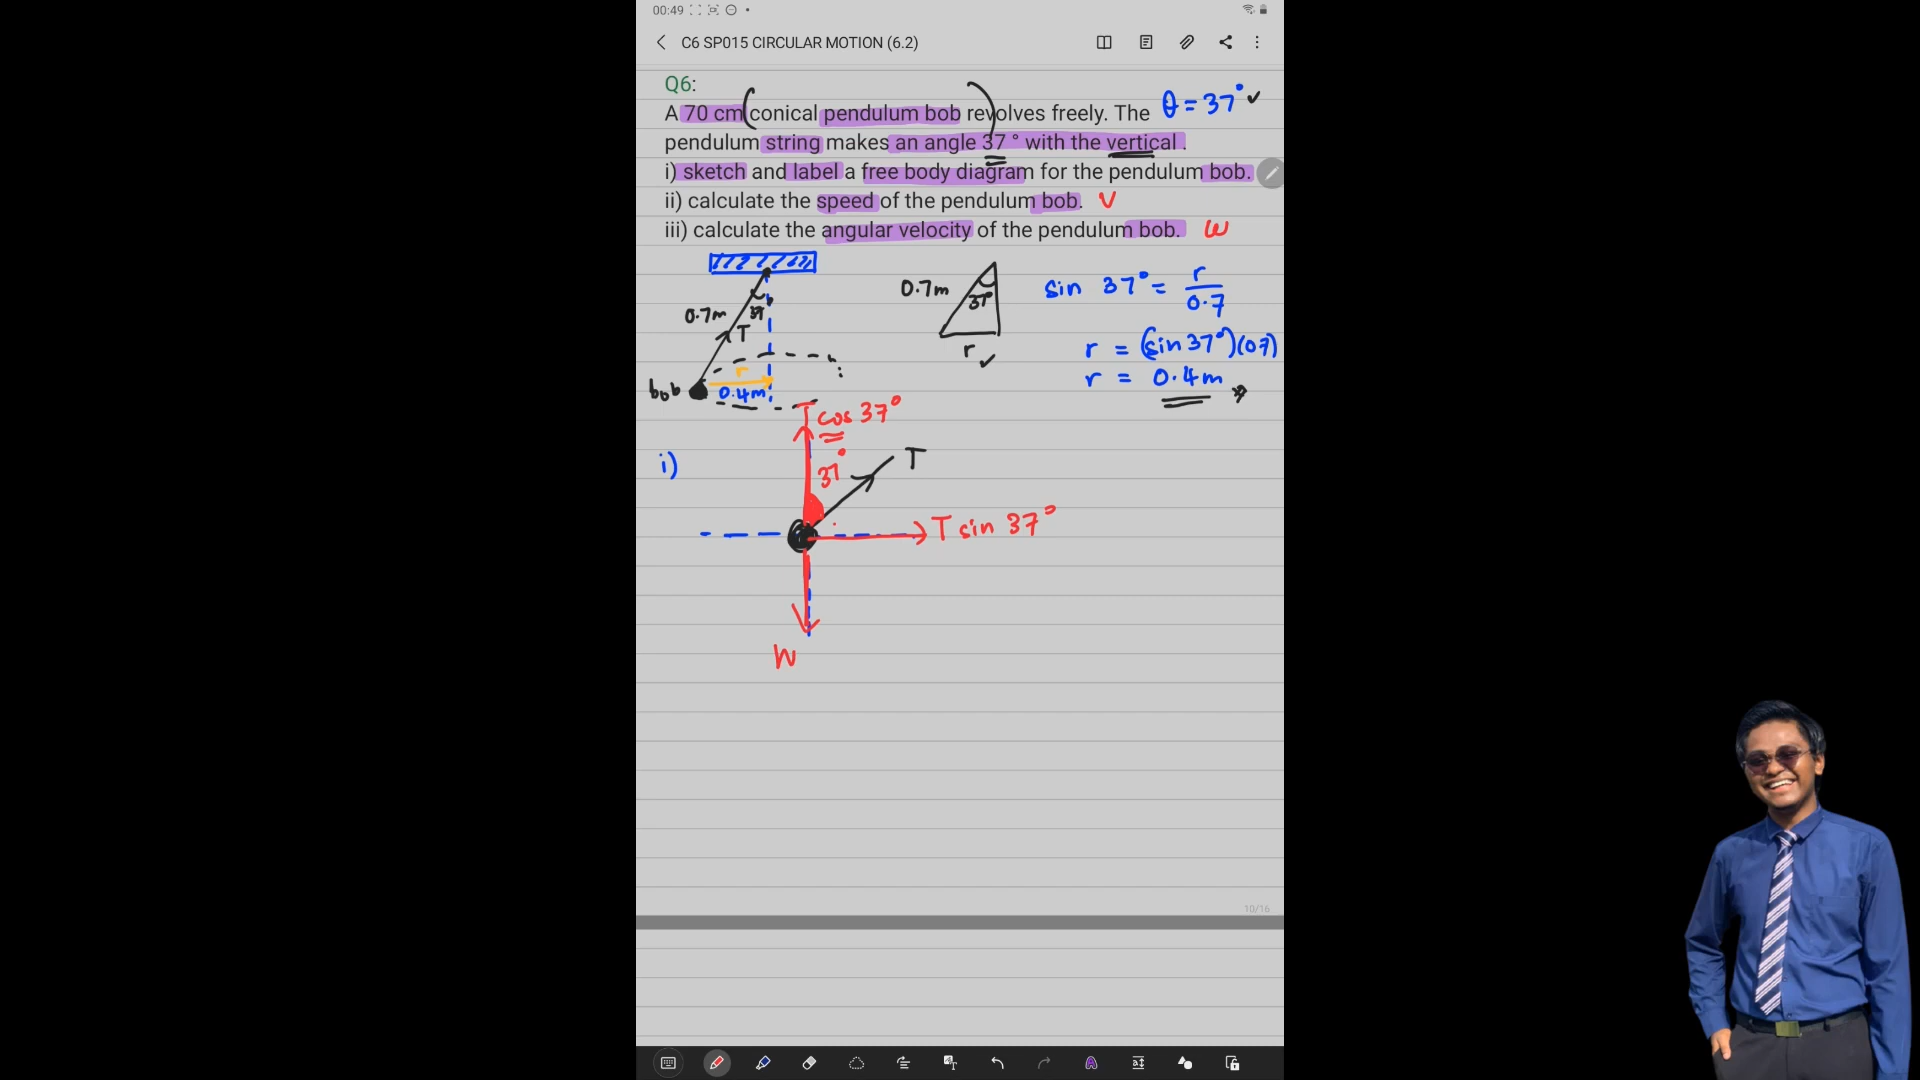 00:49
C6 SP015 CIRCULAR MOTION (6.2)
Q6:
A 70 cm (conical pendulum bob) revolves freely. The
θ = 37° ✓
pendulum string makes an angle 37 ° with the vertical .
i) sketch and label a free body diagram for the pendulum bob.
ii) calculate the speed of the pendulum bob. v
iii) calculate the angular velocity of the pendulum bob. ω
0.7m
37°
T
bob
r
0.4m
0.7m
37°
r ✓
sin 37° = r/0.7
r = (sin 37°)(0.7)
r = 0.4m
i)
T cos 37°
37°
T
T sin 37°
W
10/16